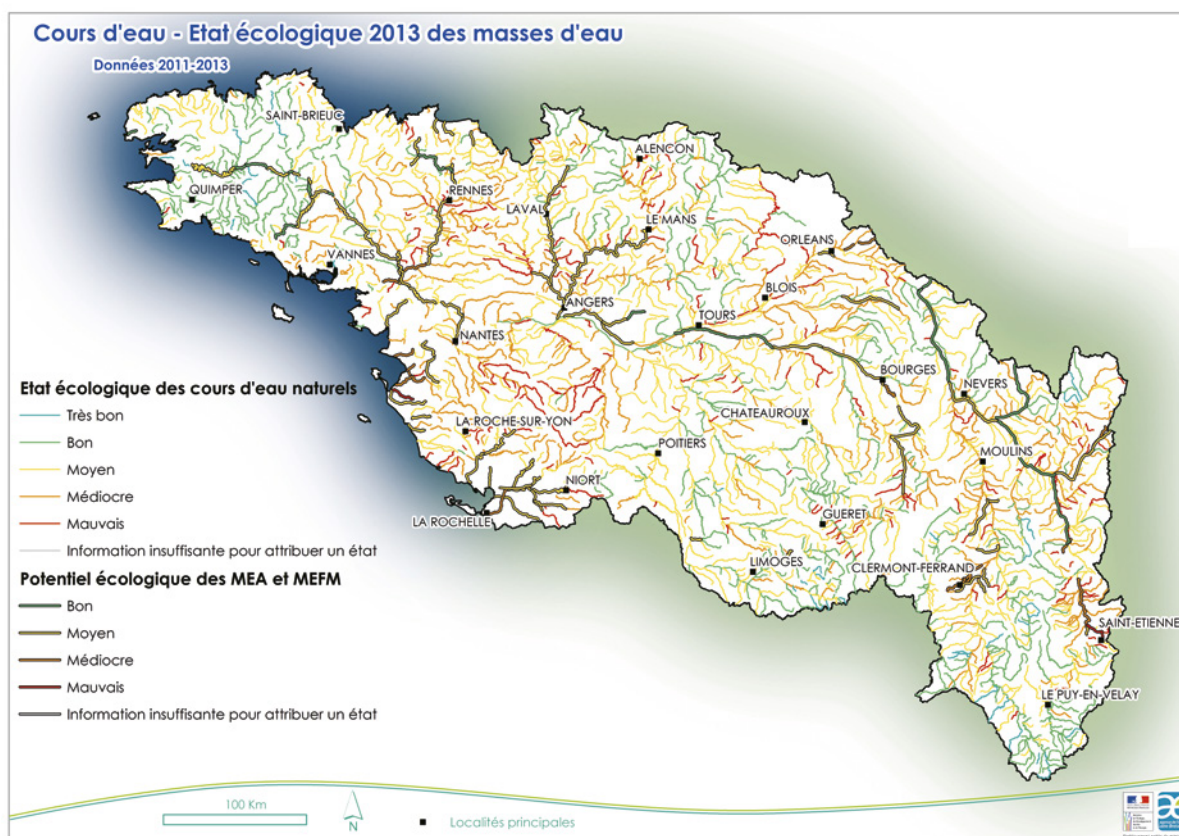 Cours d'eau - Etat écologique 2013 des masses d'eau
Données 2011-2013
SAINT-BRIEUC
ALENCON
QUIMPER
RENNES
LAVAL
LE MANS
ORLEANS
VANNES
BLOIS
ANGERS
TOURS
NANTES
BOURGES
NEVERS
Etat écologique des cours d'eau naturels
Très bon
Bon
Moyen
Médiocre
Mauvais
Information insuffisante pour attribuer un état
CHATEAUROUX
LA ROCHE-SUR-YON
POITIERS
MOULINS
NIORT
LA ROCHELLE
GUERET
LIMOGES
CLERMONT-FERRAND
SAINT-ETIENNE
LE PUY-EN-VELAY
Potentiel écologique des MEA et MEFM
Bon
Moyen
Médiocre
Mauvais
Information insuffisante pour attribuer un état
100 Km
N
Localités principales